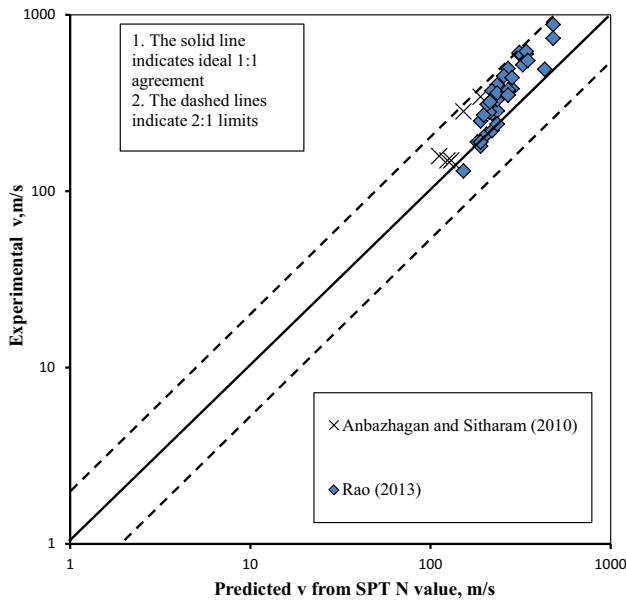 1000
100
10
1
1
10
100
1000
Experimental v,m/s
Predicted v from SPT N value, m/s
1. The solid line
indicates ideal 1:1
agreement
2. The dashed lines
indicate 2:1 limits
Anbazhagan and Sitharam (2010)
Rao (2013)